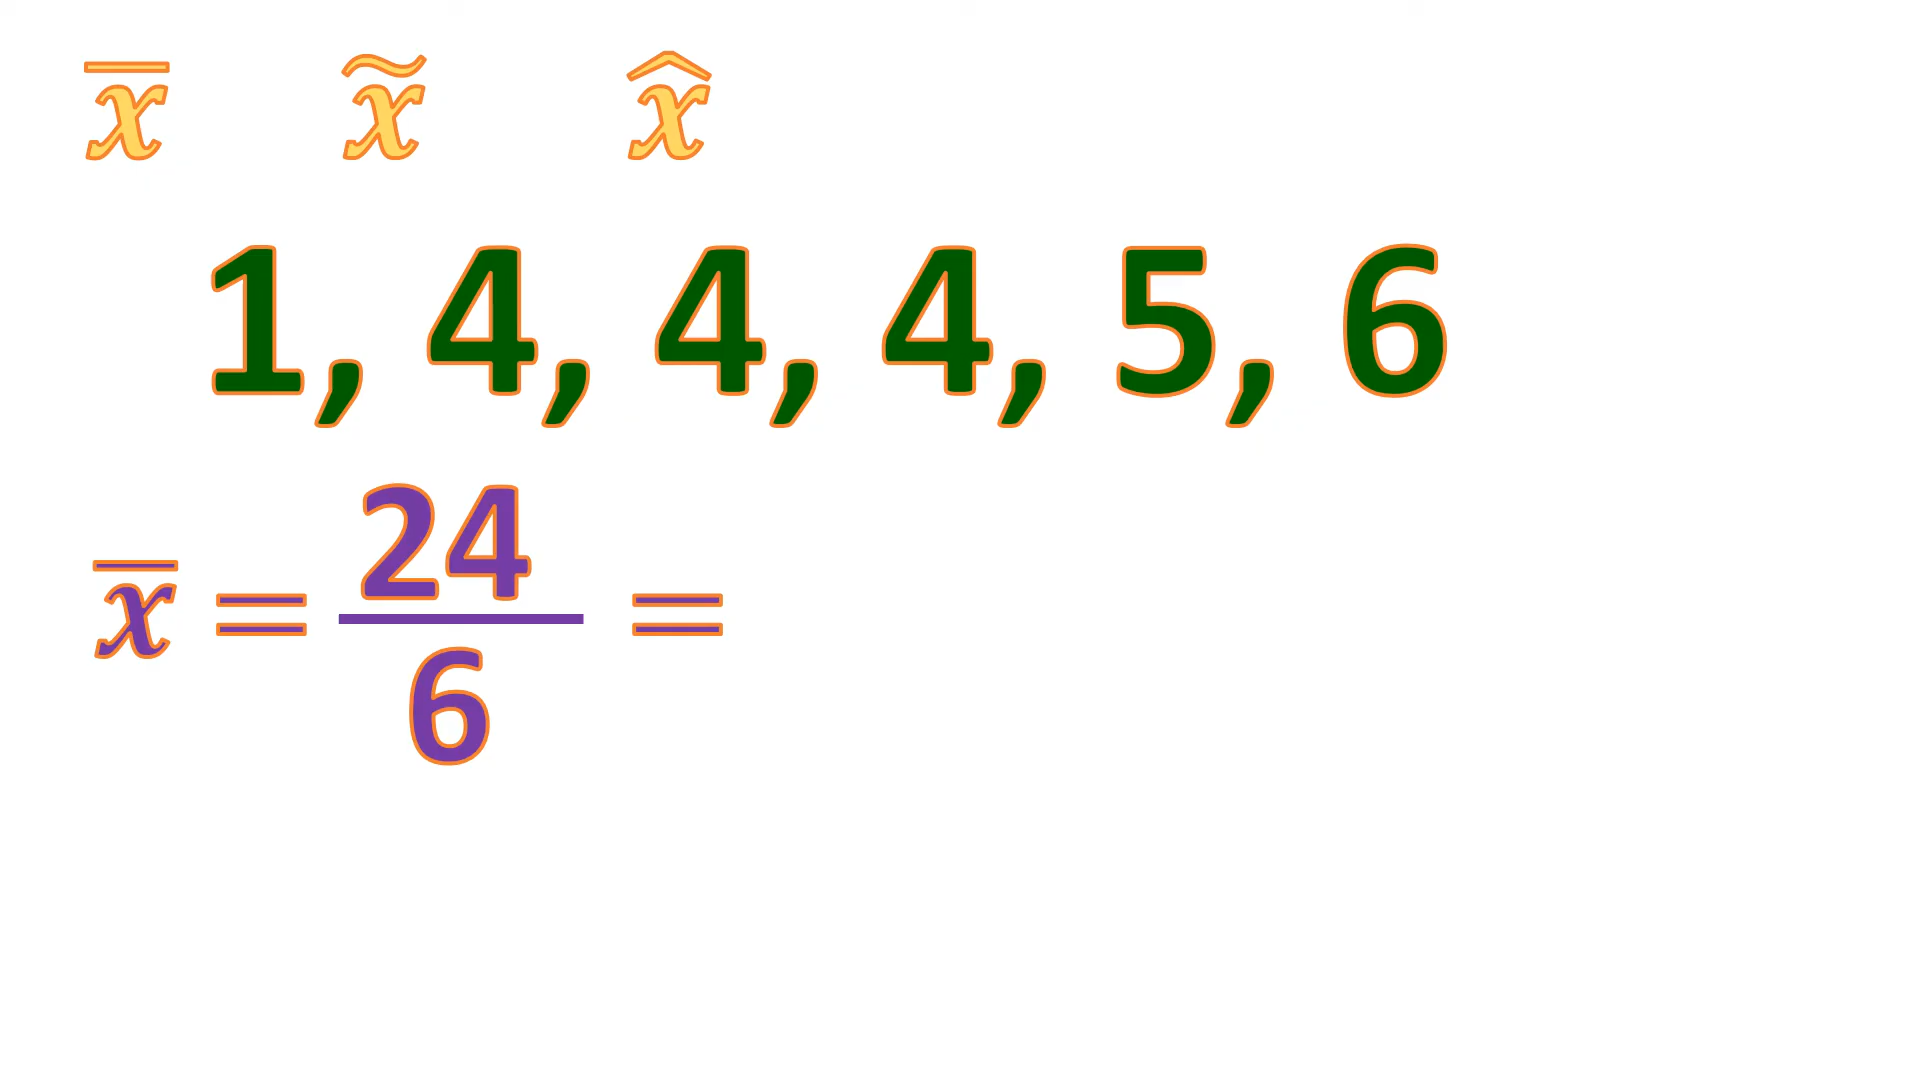 x̅ x̃ x̂
1, 4, 4, 4, 5, 6
x̅ = 24/6 =